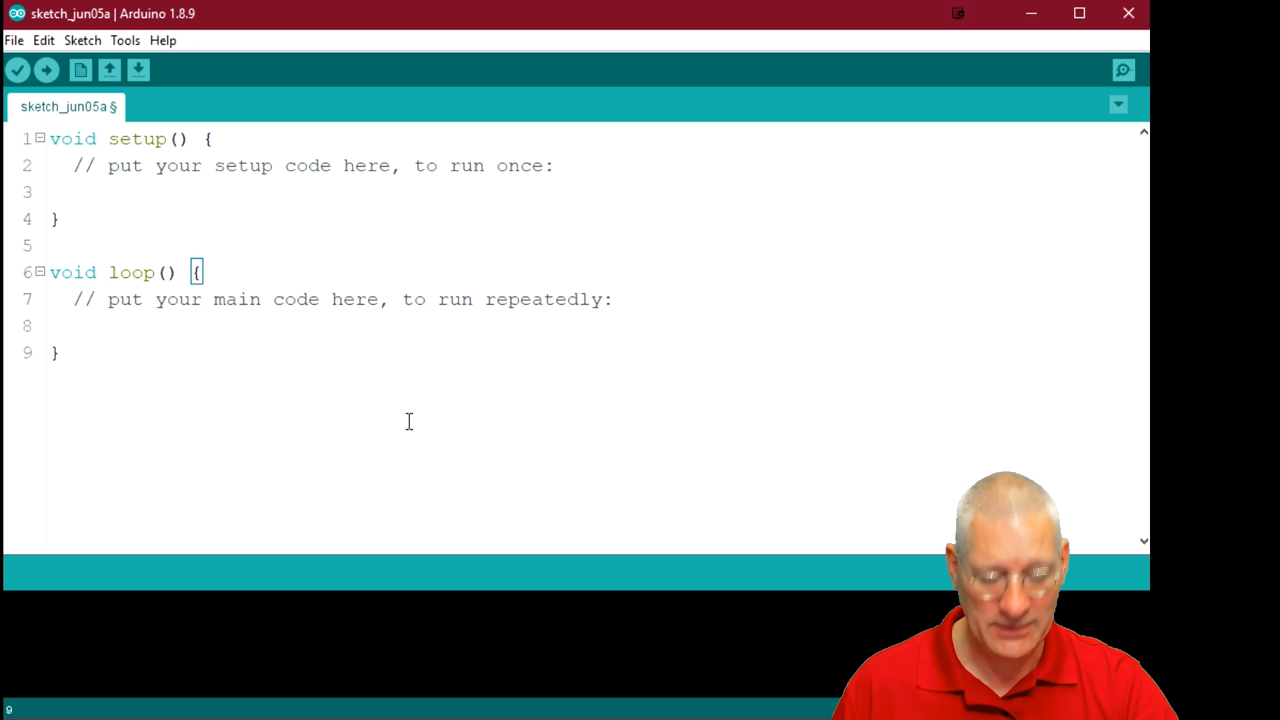 sketch_jun05a | Arduino 1.8.9
File Edit Sketch Tools Help
sketch_jun05a §
1 void setup() {
2 // put your setup code here, to run once:
3
4 }
5
6 void loop() {
7 // put your main code here, to run repeatedly:
8
9 }
9